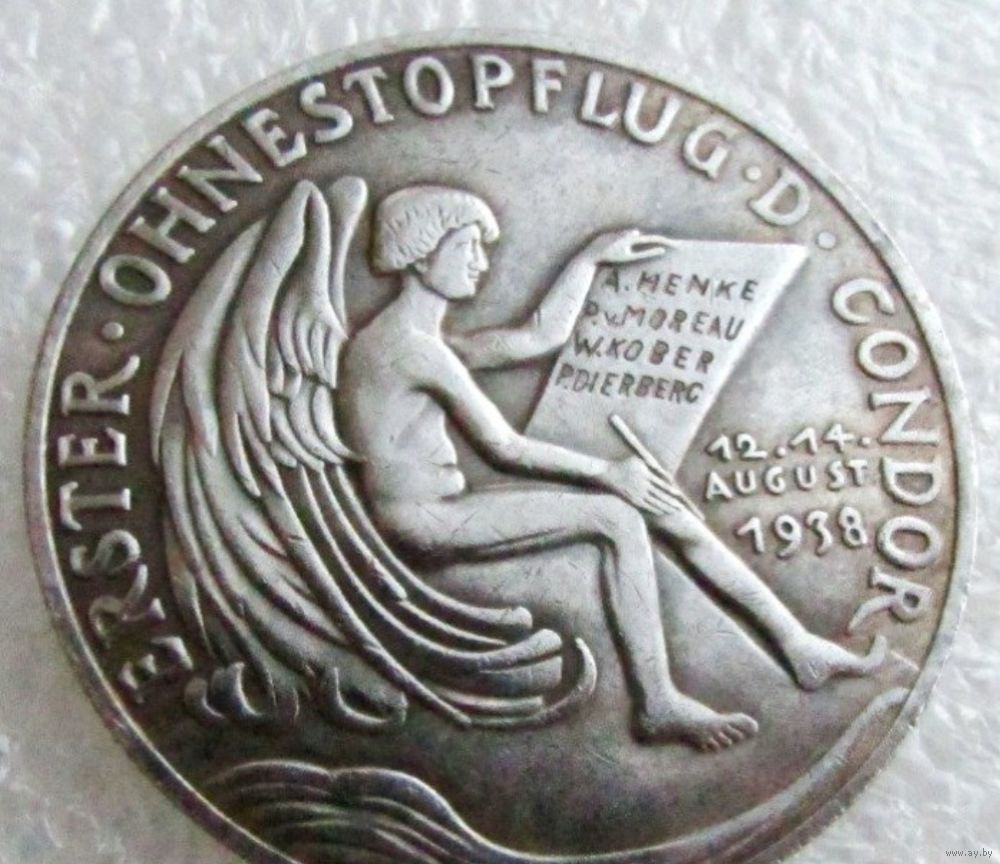 ERSTER · OHNESTOPFLUG · D · CONDOR
A. HENKE
P. v. MOREAU
W. KOBER
P. DIERBERG
12.14.
AUGUST
1938
www.ay.by